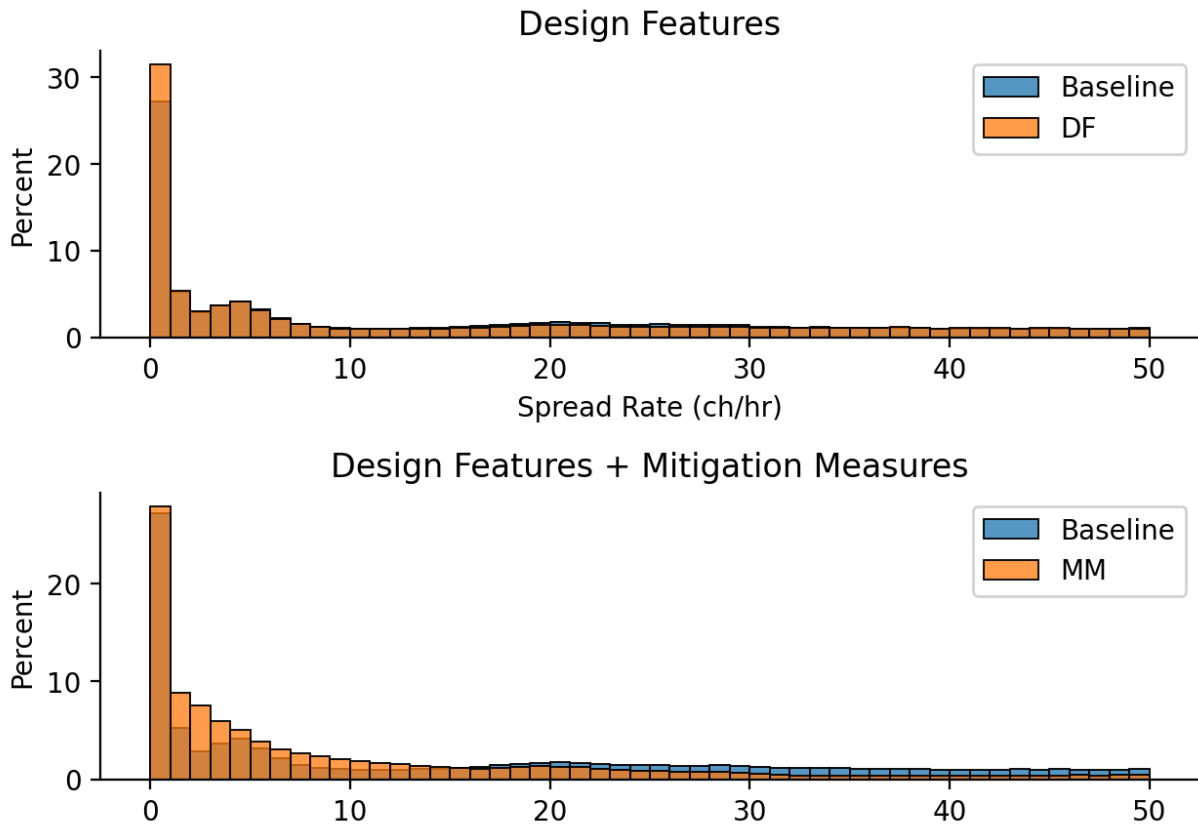 Design Features
Percent
30
20
10
0
Baseline
DF
0 10 20 30 40 50
Spread Rate (ch/hr)
Design Features + Mitigation Measures
Percent
20
10
0
Baseline
MM
0 10 20 30 40 50